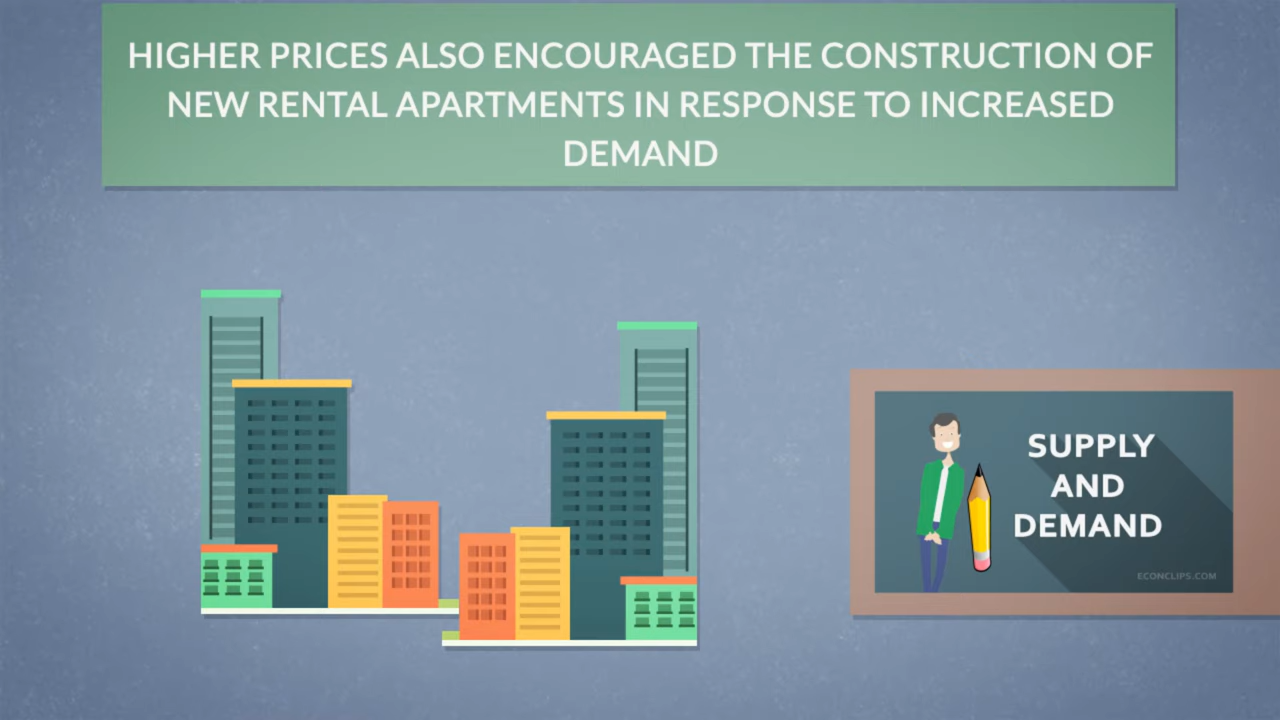 HIGHER PRICES ALSO ENCOURAGED THE CONSTRUCTION OF
NEW RENTAL APARTMENTS IN RESPONSE TO INCREASED
DEMAND
SUPPLY
AND
DEMAND
ECONCLIPS.COM